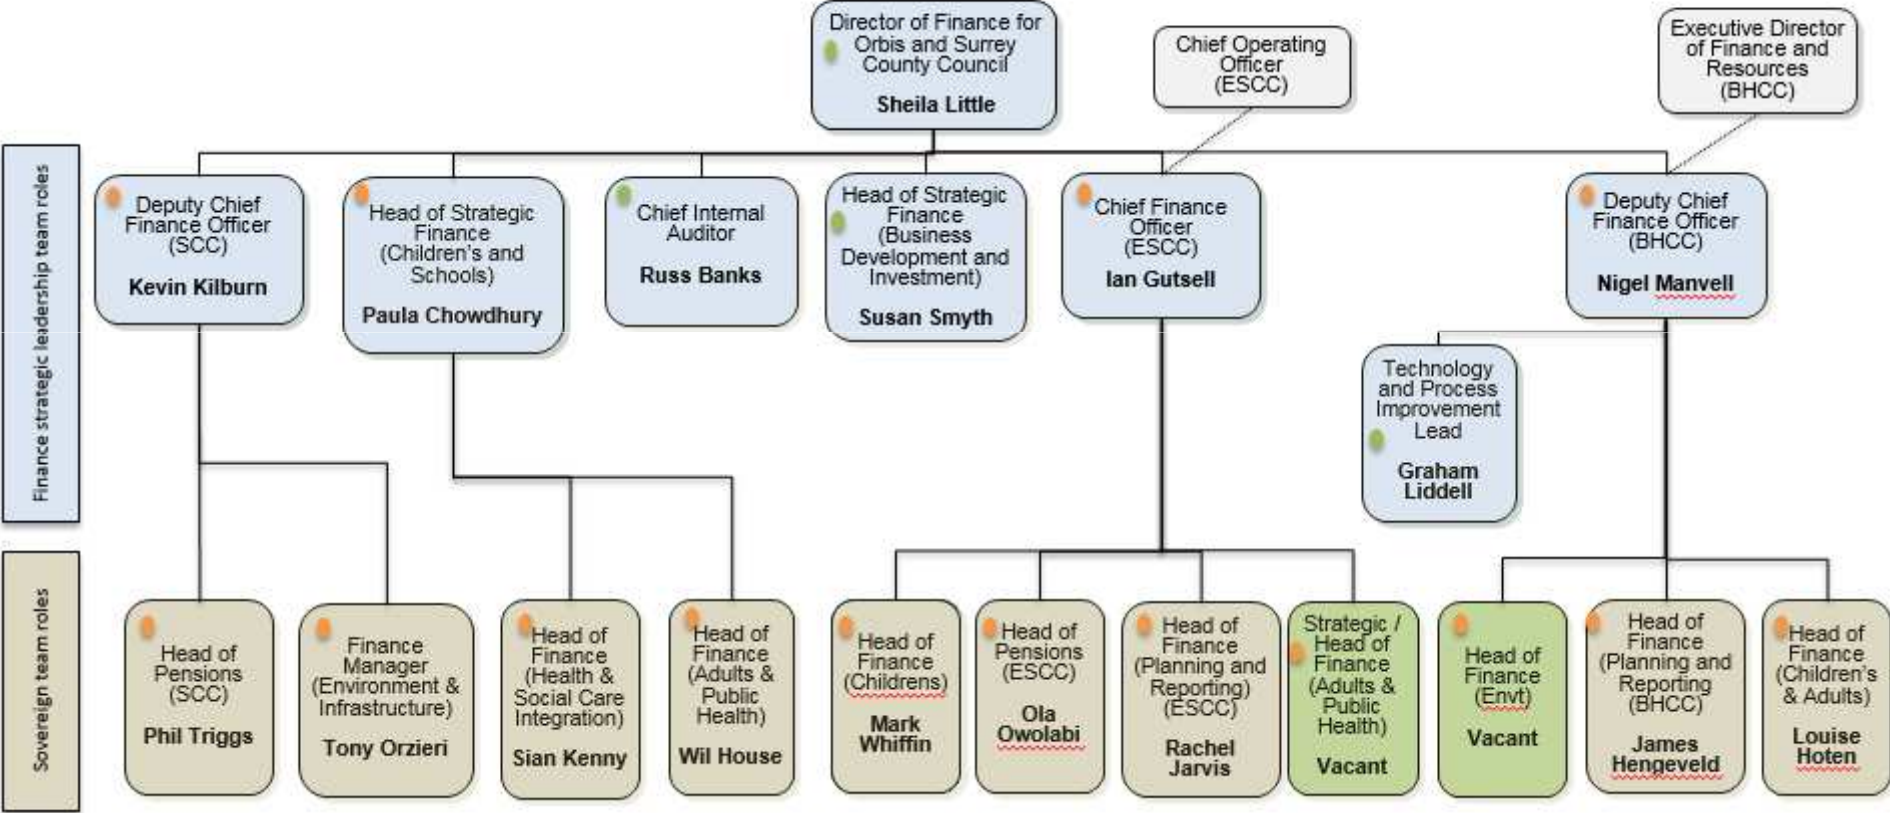 Director of Finance for
Orbis and Surrey
County Council
Sheila Little
Chief Operating
Officer
(ESCC)
Executive Director
of Finance and
Resources
(BHCC)
Finance strategic leadership team roles
Deputy Chief
Finance Officer
(SCC)
Kevin Kilburn
Head of Strategic
Finance
(Children's and
Schools)
Paula Chowdhury
Chief Internal
Auditor
Russ Banks
Head of Strategic
Finance
(Business
Development and
Investment)
Susan Smyth
Chief Finance
Officer
(ESCC)
Ian Gutsell
Deputy Chief
Finance Officer
(BHCC)
Nigel Manvell
Technology
and Process
Improvement
Lead
Graham
Liddell
Sovereign team roles
Head of
Pensions
(SCC)
Phil Triggs
Finance
Manager
(Environment &
Infrastructure)
Tony Orzieri
Head of
Finance
(Health &
Social Care
Integration)
Sian Kenny
Head of
Finance
(Adults &
Public
Health)
Wil House
Head of
Finance
(Childrens)
Mark
Whiffin
Head of
Pensions
(ESCC)
Ola
Owolabi
Head of
Finance
(Planning and
Reporting)
(ESCC)
Rachel
Jarvis
Strategic /
Head of
Finance
(Adults &
Public
Health)
Vacant
Head of
Finance
(Envt)
Vacant
Head of
Finance
(Planning and
Reporting
(BHCC)
James
Hengeveld
Head of
Finance
(Children's
& Adults)
Louise
Hoten